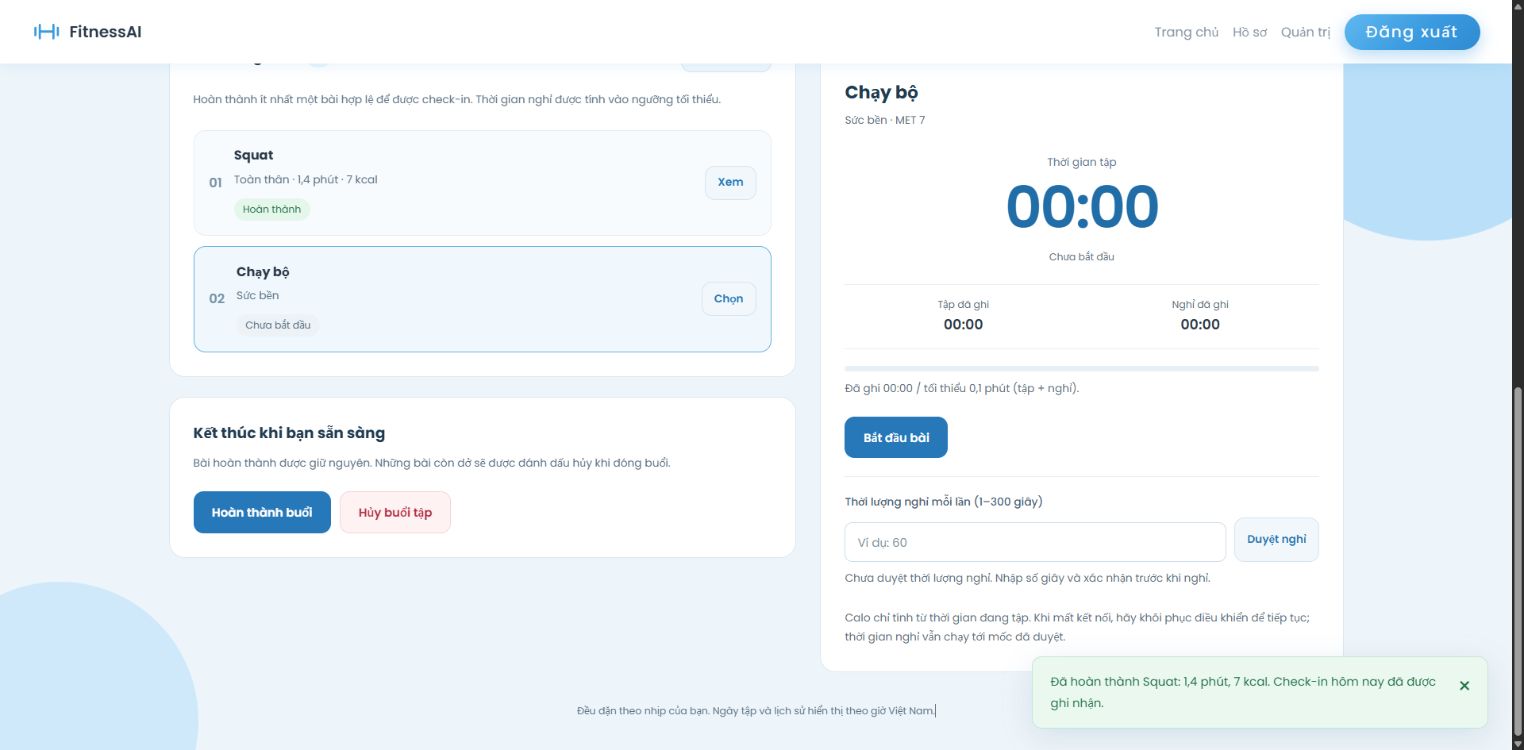 FitnessAI
Trang chủ
Hồ sơ
Quản trị
Đăng xuất
Hoàn thành ít nhất một bài hợp lệ để được check-in. Thời gian nghỉ được tính vào ngưỡng tối thiểu.
01
Squat
Toàn thân · 1,4 phút · 7 kcal
Hoàn thành
Xem
02
Chạy bộ
Sức bền
Chưa bắt đầu
Chọn
Kết thúc khi bạn sẵn sàng
Bài hoàn thành được giữ nguyên. Những bài còn dở sẽ được đánh dấu hủy khi đóng buổi.
Hoàn thành buổi
Hủy buổi tập
Chạy bộ
Sức bền · MET 7
Thời gian tập
00:00
Chưa bắt đầu
Tập đã ghi
00:00
Nghỉ đã ghi
00:00
Đã ghi 00:00 / tối thiểu 0,1 phút (tập + nghỉ).
Bắt đầu bài
Thời lượng nghỉ mỗi lần (1–300 giây)
Ví dụ: 60
Duyệt nghỉ
Chưa duyệt thời lượng nghỉ. Nhập số giây và xác nhận trước khi nghỉ.
Calo chỉ tính từ thời gian đang tập. Khi mất kết nối, hãy khôi phục điều khiển để tiếp tục;
thời gian nghỉ vẫn chạy tới mốc đã duyệt.
Đều đặn theo nhịp của bạn. Ngày tập và lịch sử hiển thị theo giờ Việt Nam.
Đã hoàn thành Squat: 1,4 phút, 7 kcal. Check-in hôm nay đã được
ghi nhận.